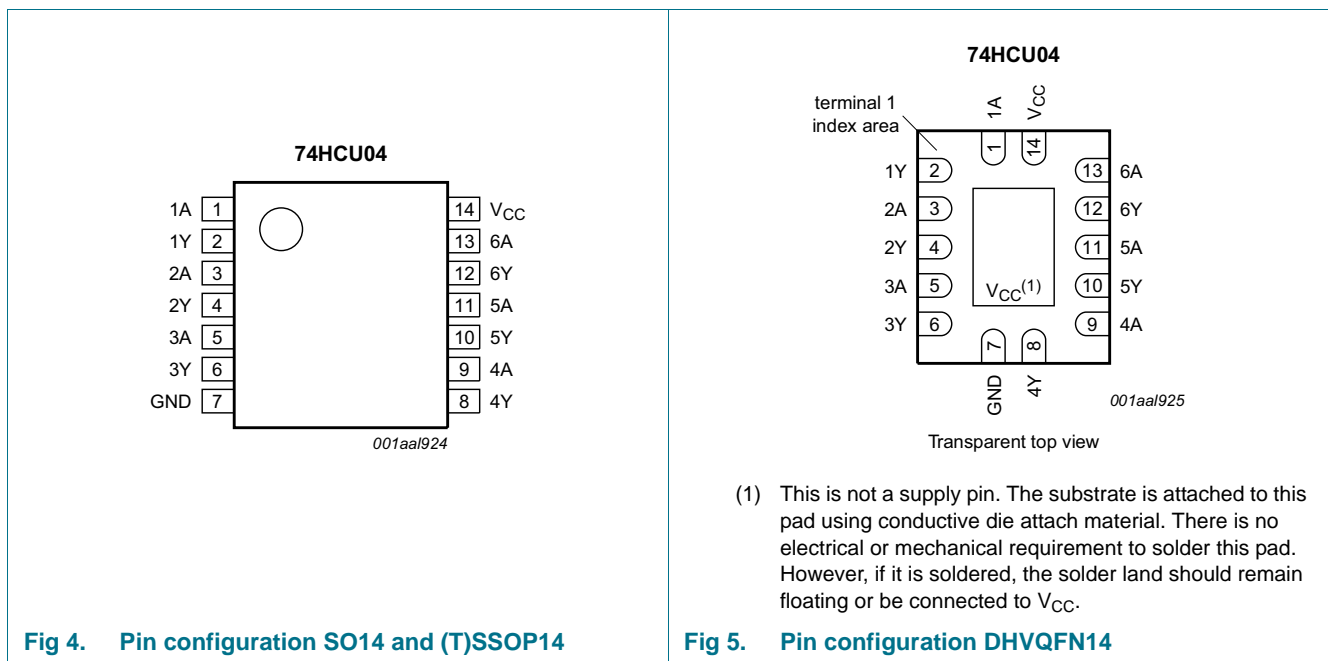 74HCU04
1A 1 14 VCC
1Y 2 13 6A
2A 3 12 6Y
2Y 4 11 5A
3A 5 10 5Y
3Y 6 9 4A
GND 7 8 4Y
001aal924
Fig 4. Pin configuration SO14 and (T)SSOP14
74HCU04
terminal 1
index area
1A VCC
1 14
1Y 2 13 6A
2A 3 12 6Y
2Y 4 11 5A
3A 5 10 5Y
VCC(1)
3Y 6 9 4A
7 8
GND 4Y
001aal925
Transparent top view
(1) This is not a supply pin. The substrate is attached to this
pad using conductive die attach material. There is no
electrical or mechanical requirement to solder this pad.
However, if it is soldered, the solder land should remain
floating or be connected to VCC.
Fig 5. Pin configuration DHVQFN14